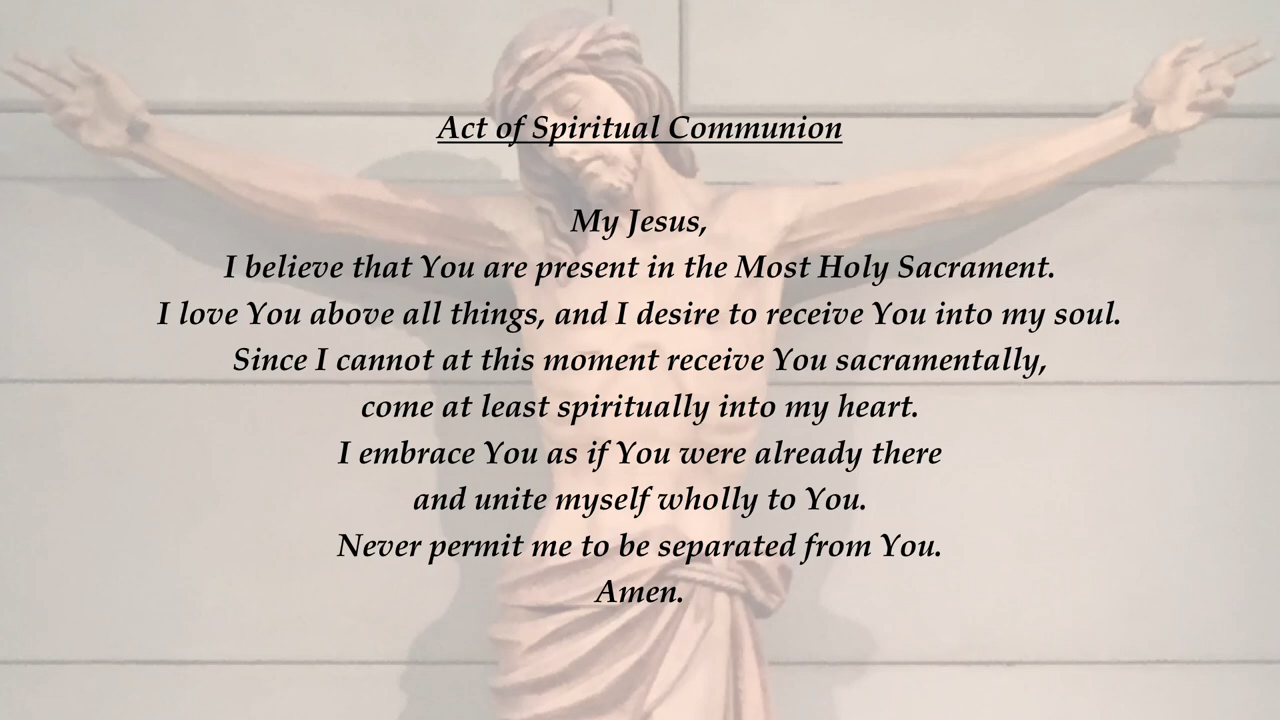 Act of Spiritual Communion
My Jesus,
I believe that You are present in the Most Holy Sacrament.
I love You above all things, and I desire to receive You into my soul.
Since I cannot at this moment receive You sacramentally,
come at least spiritually into my heart.
I embrace You as if You were already there
and unite myself wholly to You.
Never permit me to be separated from You.
Amen.